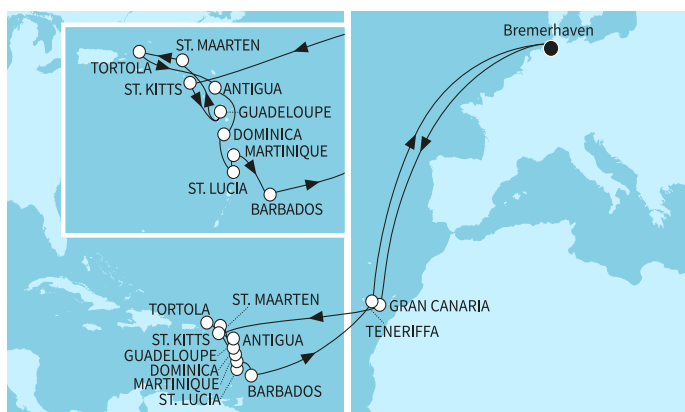 Bremerhaven
ST. MAARTEN
TORTOLA
ST. KITTS
ANTIGUA
GUADELOUPE
DOMINICA
MARTINIQUE
ST. LUCIA
BARBADOS
TORTOLA
ST. MAARTEN
GRAN CANARIA
TENERIFFA
ST. KITTS
ANTIGUA
GUADELOUPE
DOMINICA
MARTINIQUE
BARBADOS
ST. LUCIA